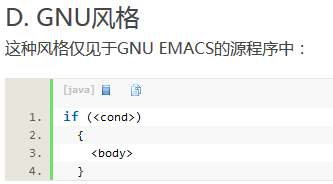 D. GNU风格
这种风格仅见于GNU EMACS的源程序中：
[java]
1. if (<cond>)
2.   {
3.     <body>
4.   }